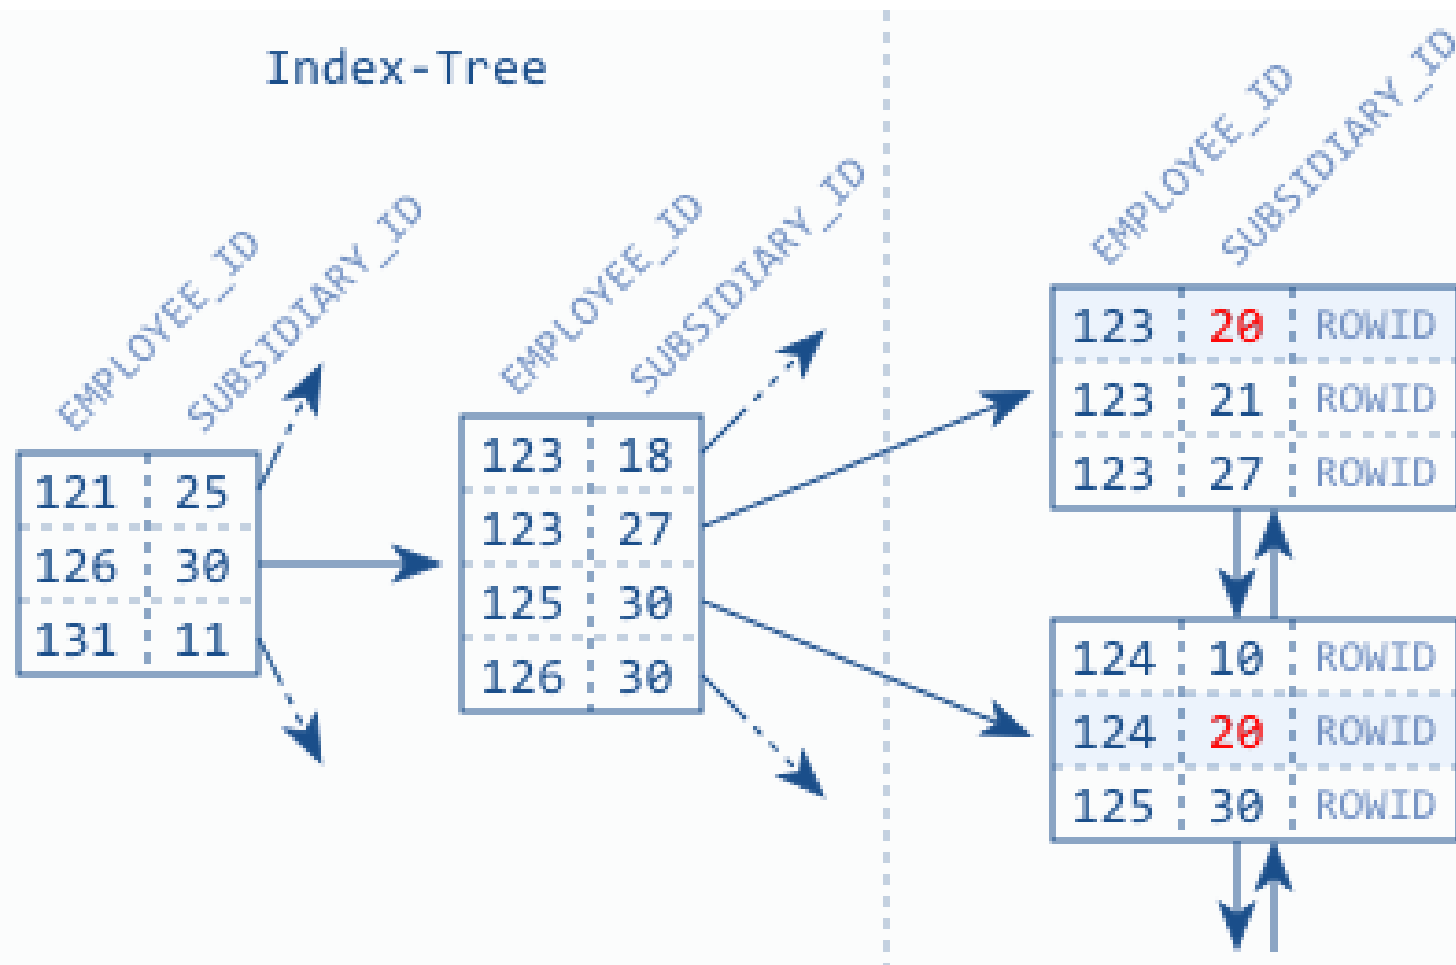 Index-Tree
EMPLOYEE_ID
SUBSIDIARY_ID
121 25
126 30
131 11
EMPLOYEE_ID
SUBSIDIARY_ID
123 18
123 27
125 30
126 30
EMPLOYEE_ID
SUBSIDIARY_ID
123 20 ROWID
123 21 ROWID
123 27 ROWID
124 10 ROWID
124 20 ROWID
125 30 ROWID